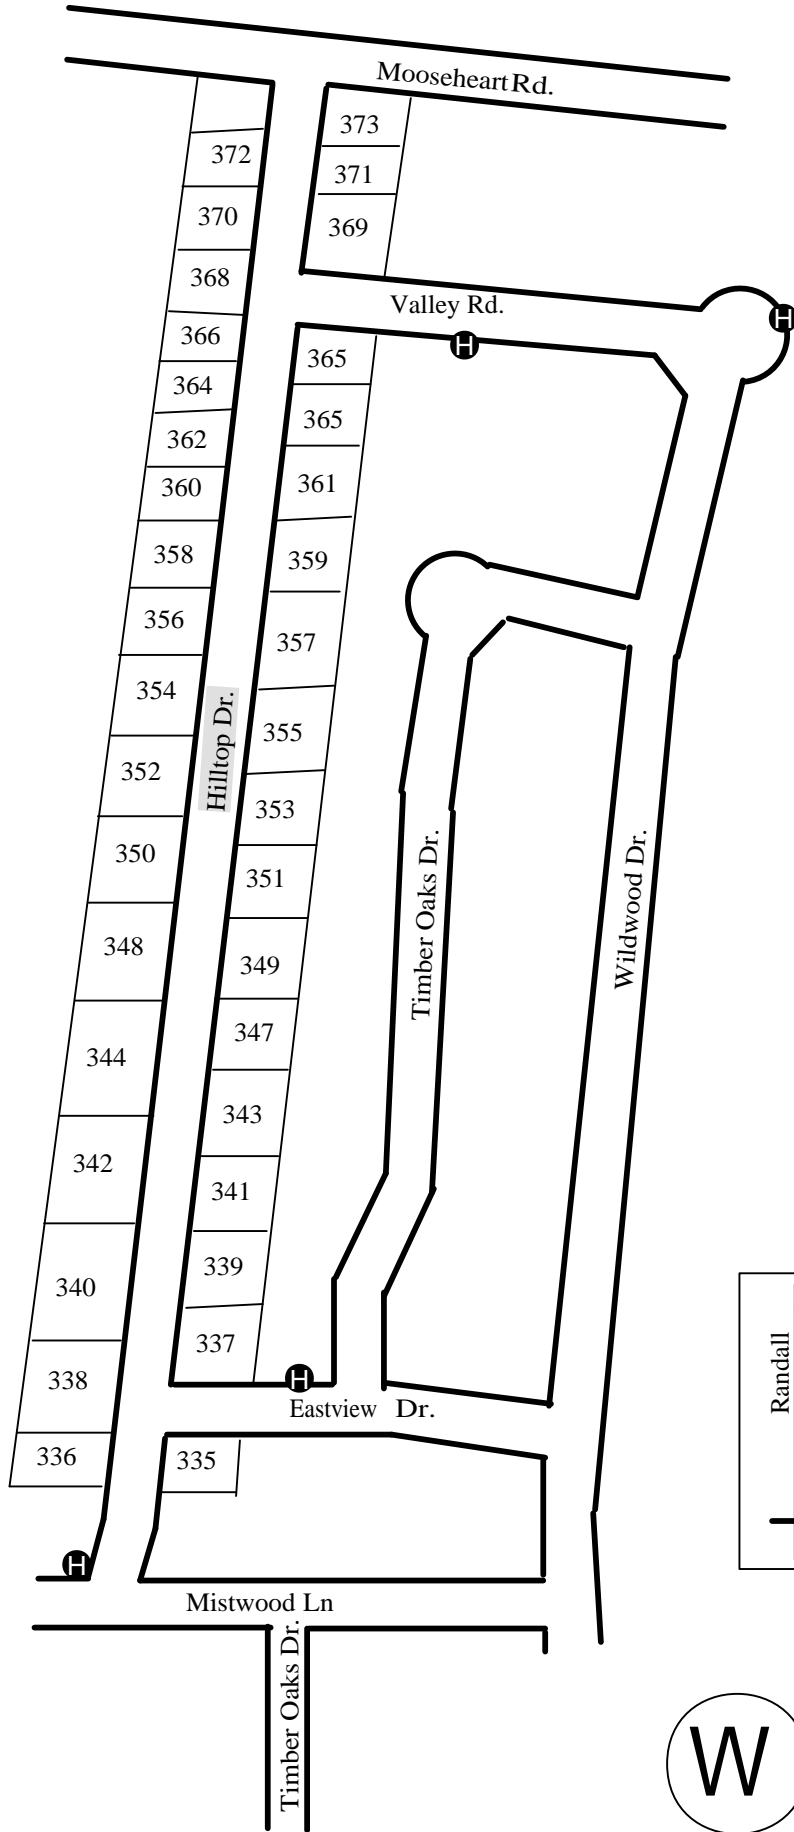 Mooseheart Rd.
373
372
371
370
369
368
Valley Rd.
H
366
H
365
364
365
362
361
360
358
359
356
357
354
355
Hilltop Dr.
352
353
350
351
Timber Oaks Dr.
Wildwood Dr.
348
349
347
344
343
342
341
339
340
337
338
H
Eastview Dr.
336
335
H
Randall
Mistwood Ln
Timber Oaks Dr.
W